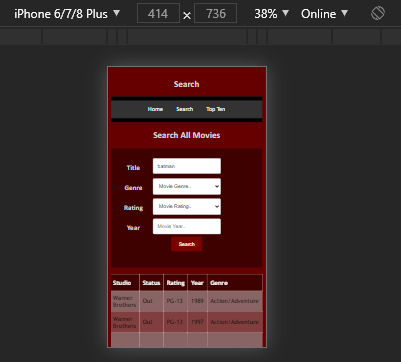 iPhone 6/7/8 Plus ▼ 414 × 736 38% ▼ Online ▼
Search
Home Search Top Ten
Search All Movies
Title batman
Genre Movie Genre..
Rating Movie Rating..
Year Movie Year..
Search
Studio Status Rating Year Genre
Warner Brothers Out PG-13 1989 Action/Adventure
Warner Brothers Out PG-13 1997 Action/Adventure